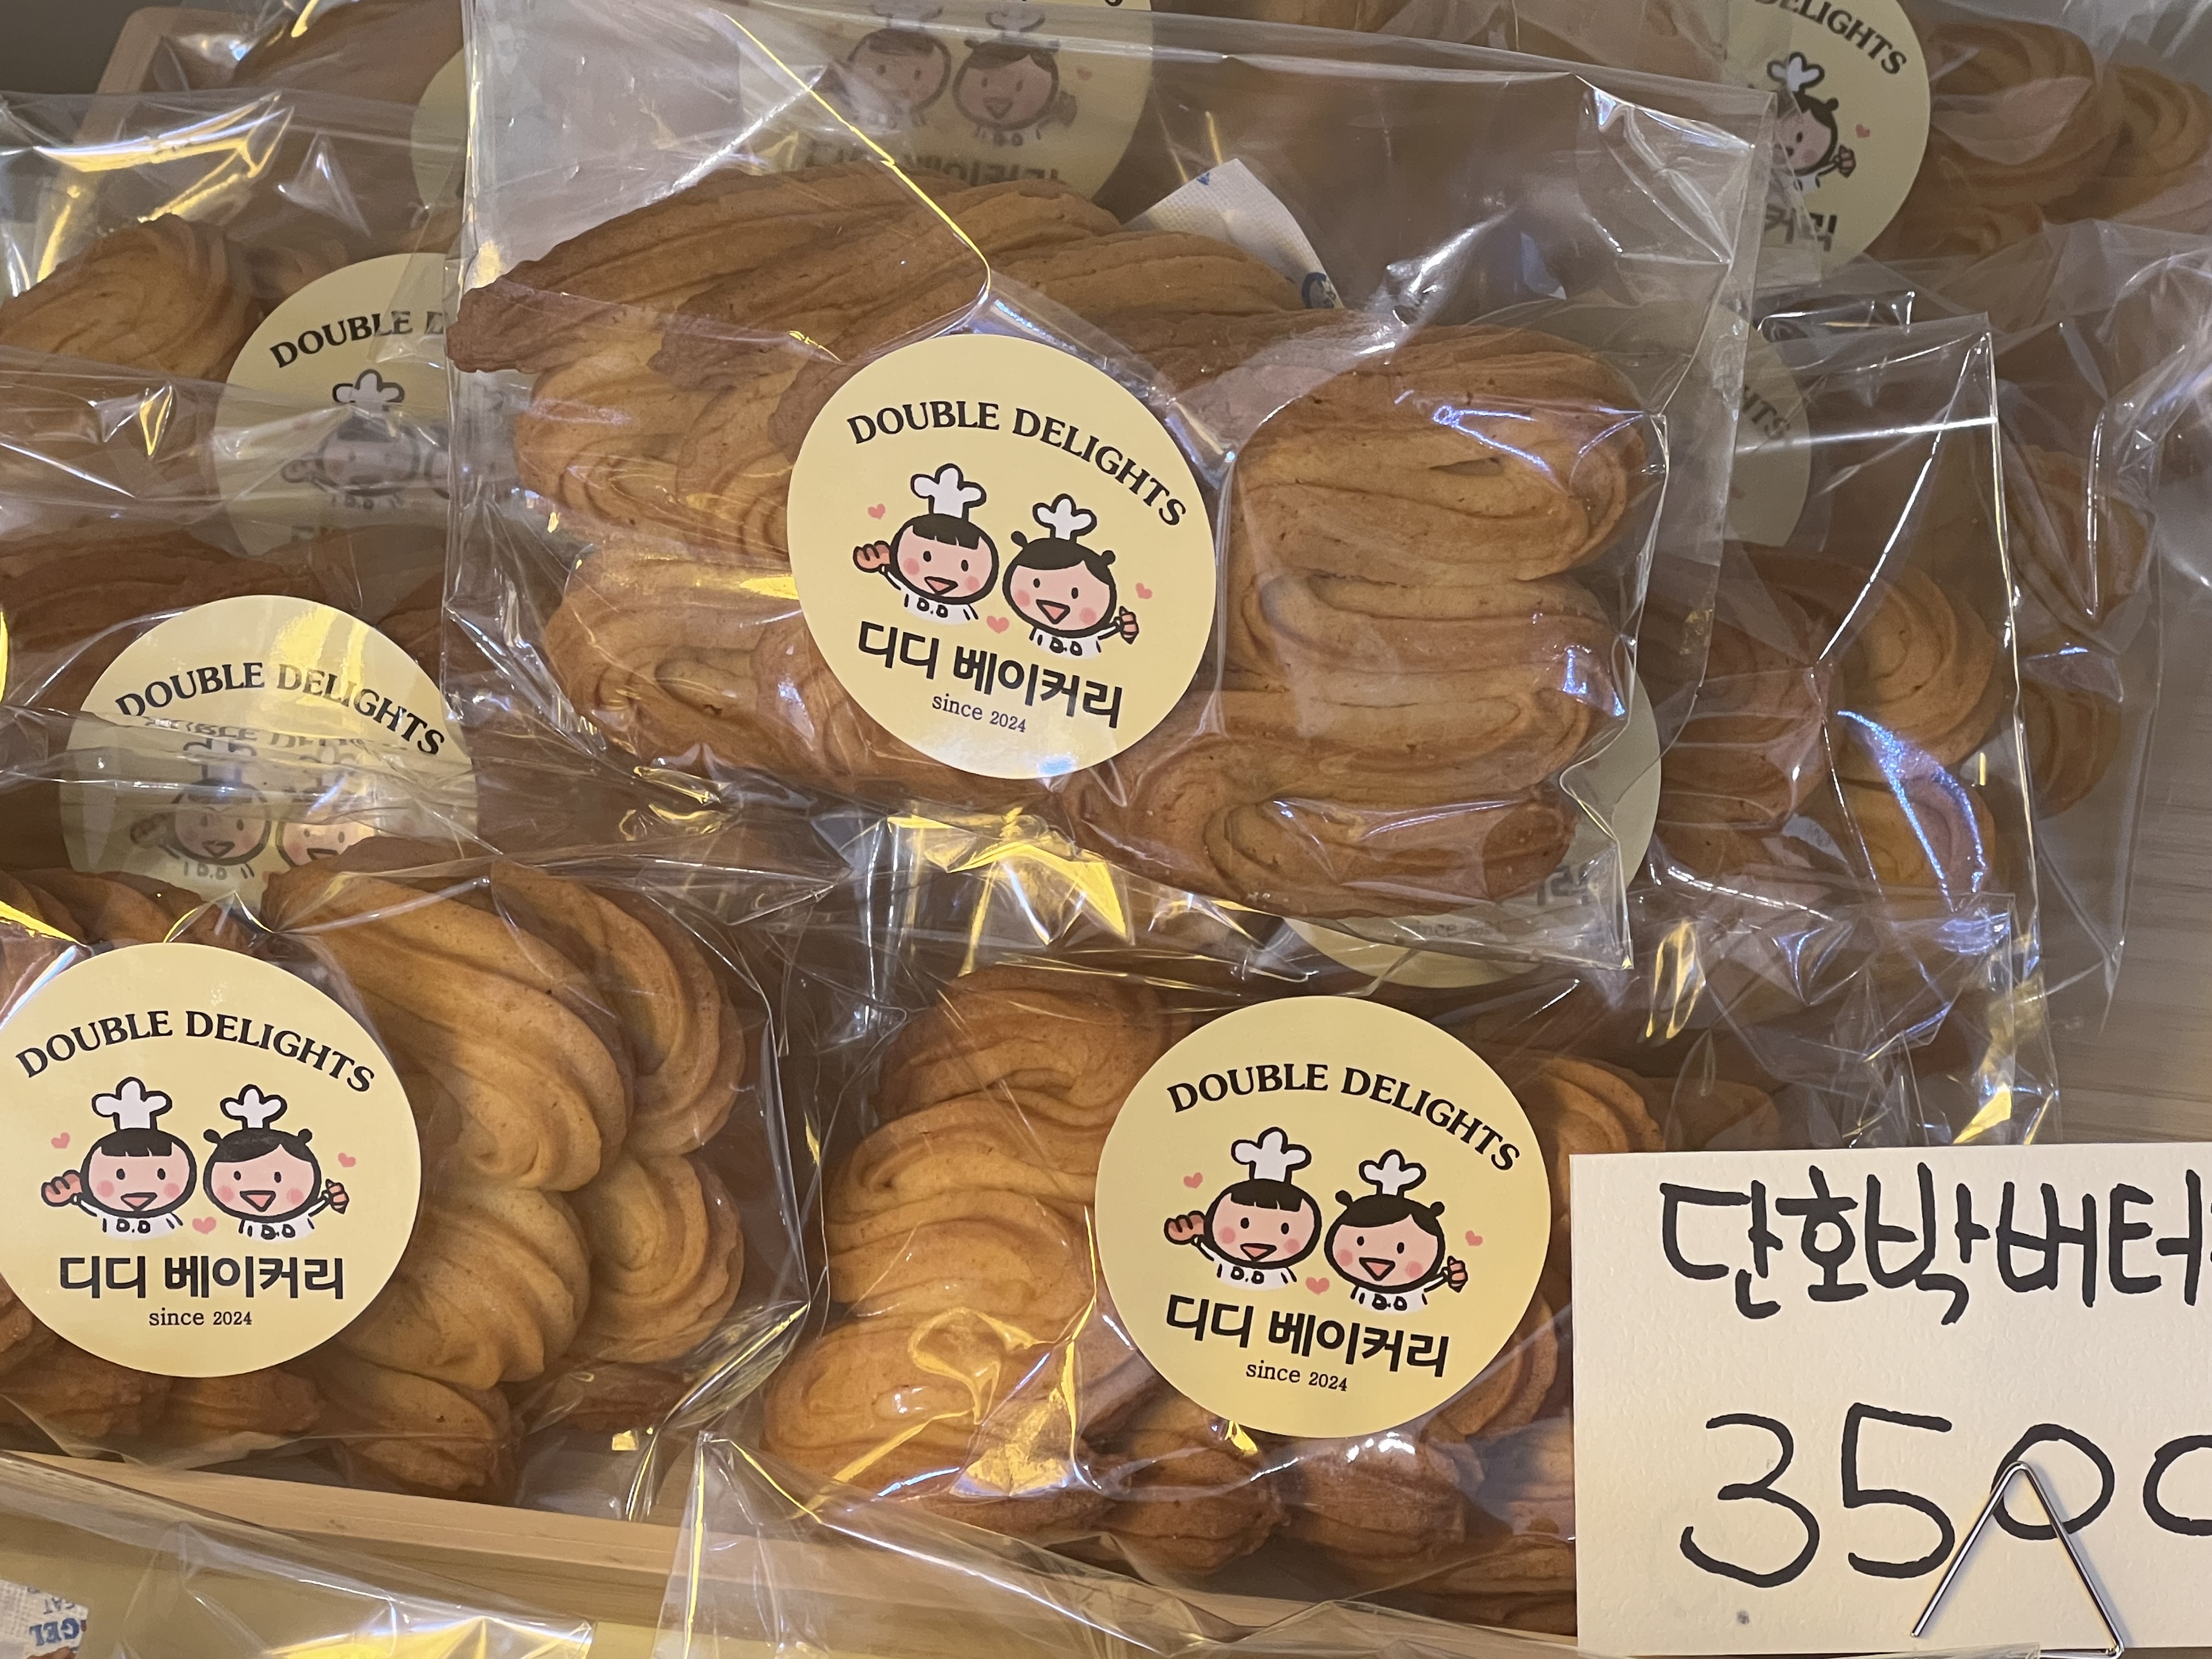 DELIGHTS
DOUBLE
DOUBLE DELIGHTS
D.D D.D
디디 베이커리
since 2024
DOUBLE DELIGHTS
DOUBLE DELIGHTS
D.D D.D
디디 베이커리
since 2024
DOUBLE DELIGHTS
D.D D.D
디디 베이커리
since 2024
단호박버터
350